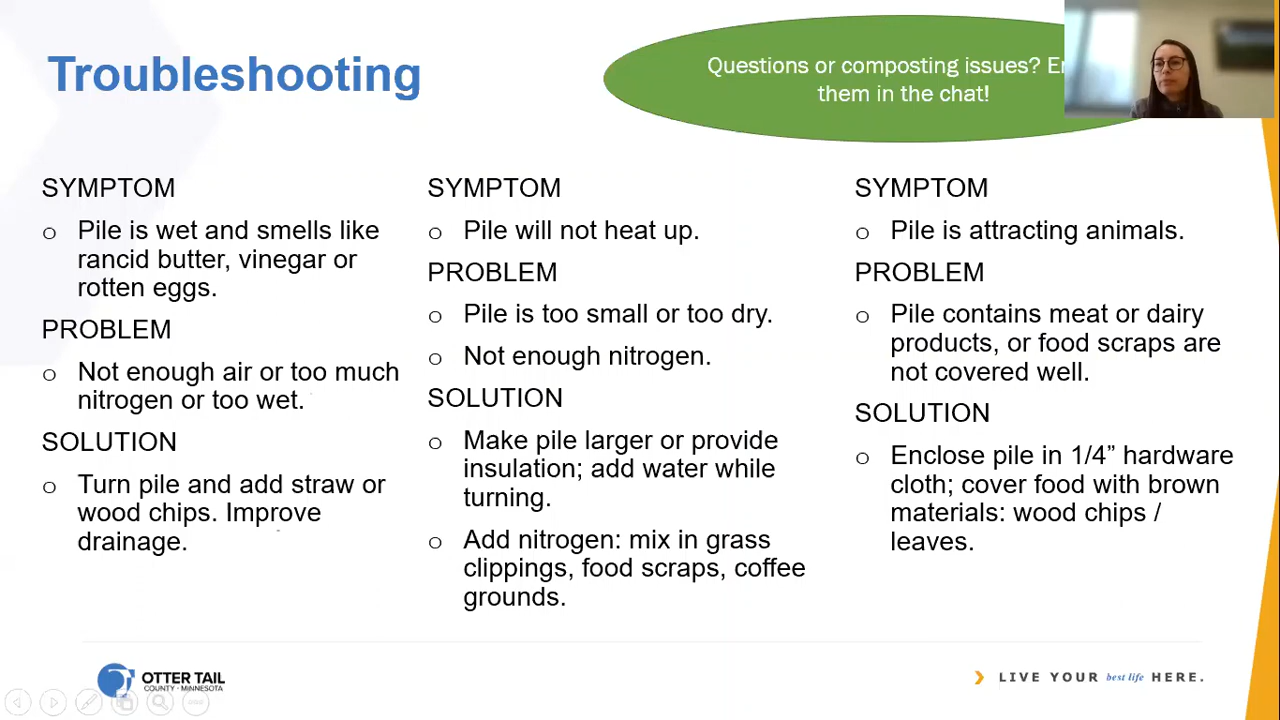 Troubleshooting
Questions or composting issues?
them in the chat!
SYMPTOM
o Pile is wet and smells like
rancid butter, vinegar or
rotten eggs.
PROBLEM
o Not enough air or too much
nitrogen or too wet.
SOLUTION
o Turn pile and add straw or
wood chips. Improve
drainage.
SYMPTOM
o Pile will not heat up.
PROBLEM
o Pile is too small or too dry.
o Not enough nitrogen.
SOLUTION
o Make pile larger or provide
insulation; add water while
turning.
o Add nitrogen: mix in grass
clippings, food scraps, coffee
grounds.
SYMPTOM
o Pile is attracting animals.
PROBLEM
o Pile contains meat or dairy
products, or food scraps are
not covered well.
SOLUTION
o Enclose pile in 1/4” hardware
cloth; cover food with brown
materials: wood chips /
leaves.
OTTER TAIL
COUNTY · MINNESOTA
LIVE YOUR best life HERE.